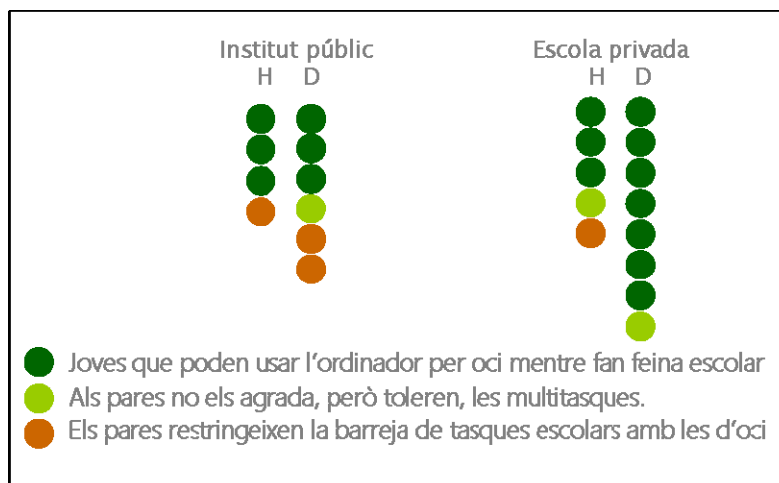 Institut públic Escola privada
H D H D
Joves que poden usar l'ordinador per oci mentre fan feina escolar
Als pares no els agrada, però toleren, les multitasques.
Els pares restringeixen la barreja de tasques escolars amb les d'oci